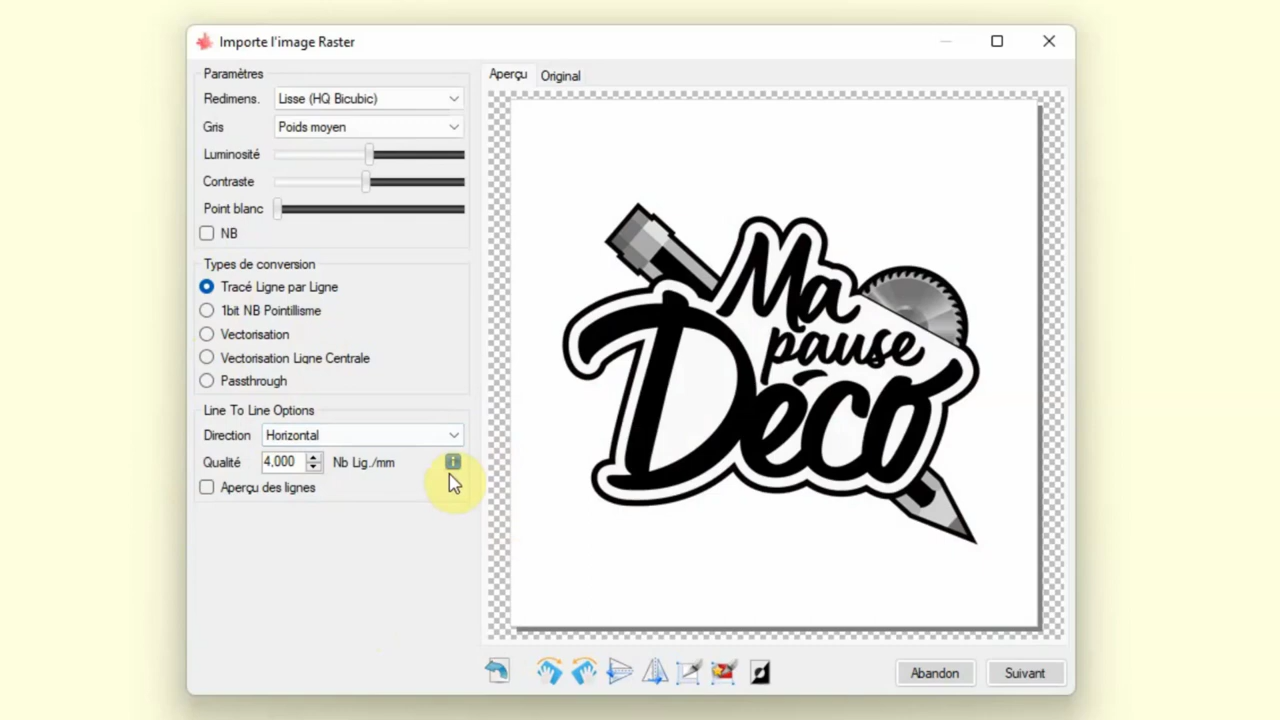 Importe l'image Raster
Paramètres
Redimens. Lisse (HQ Bicubic)
Gris Poids moyen
Luminosité
Contraste
Point blanc
NB
Types de conversion
Tracé Ligne par Ligne
1bit NB Pointillisme
Vectorisation
Vectorisation Ligne Centrale
Passthrough
Line To Line Options
Direction Horizontal
Qualité 4,000 Nb Lig./mm
Aperçu des lignes
Aperçu Original
Ma
pause
Déco
Abandon Suivant